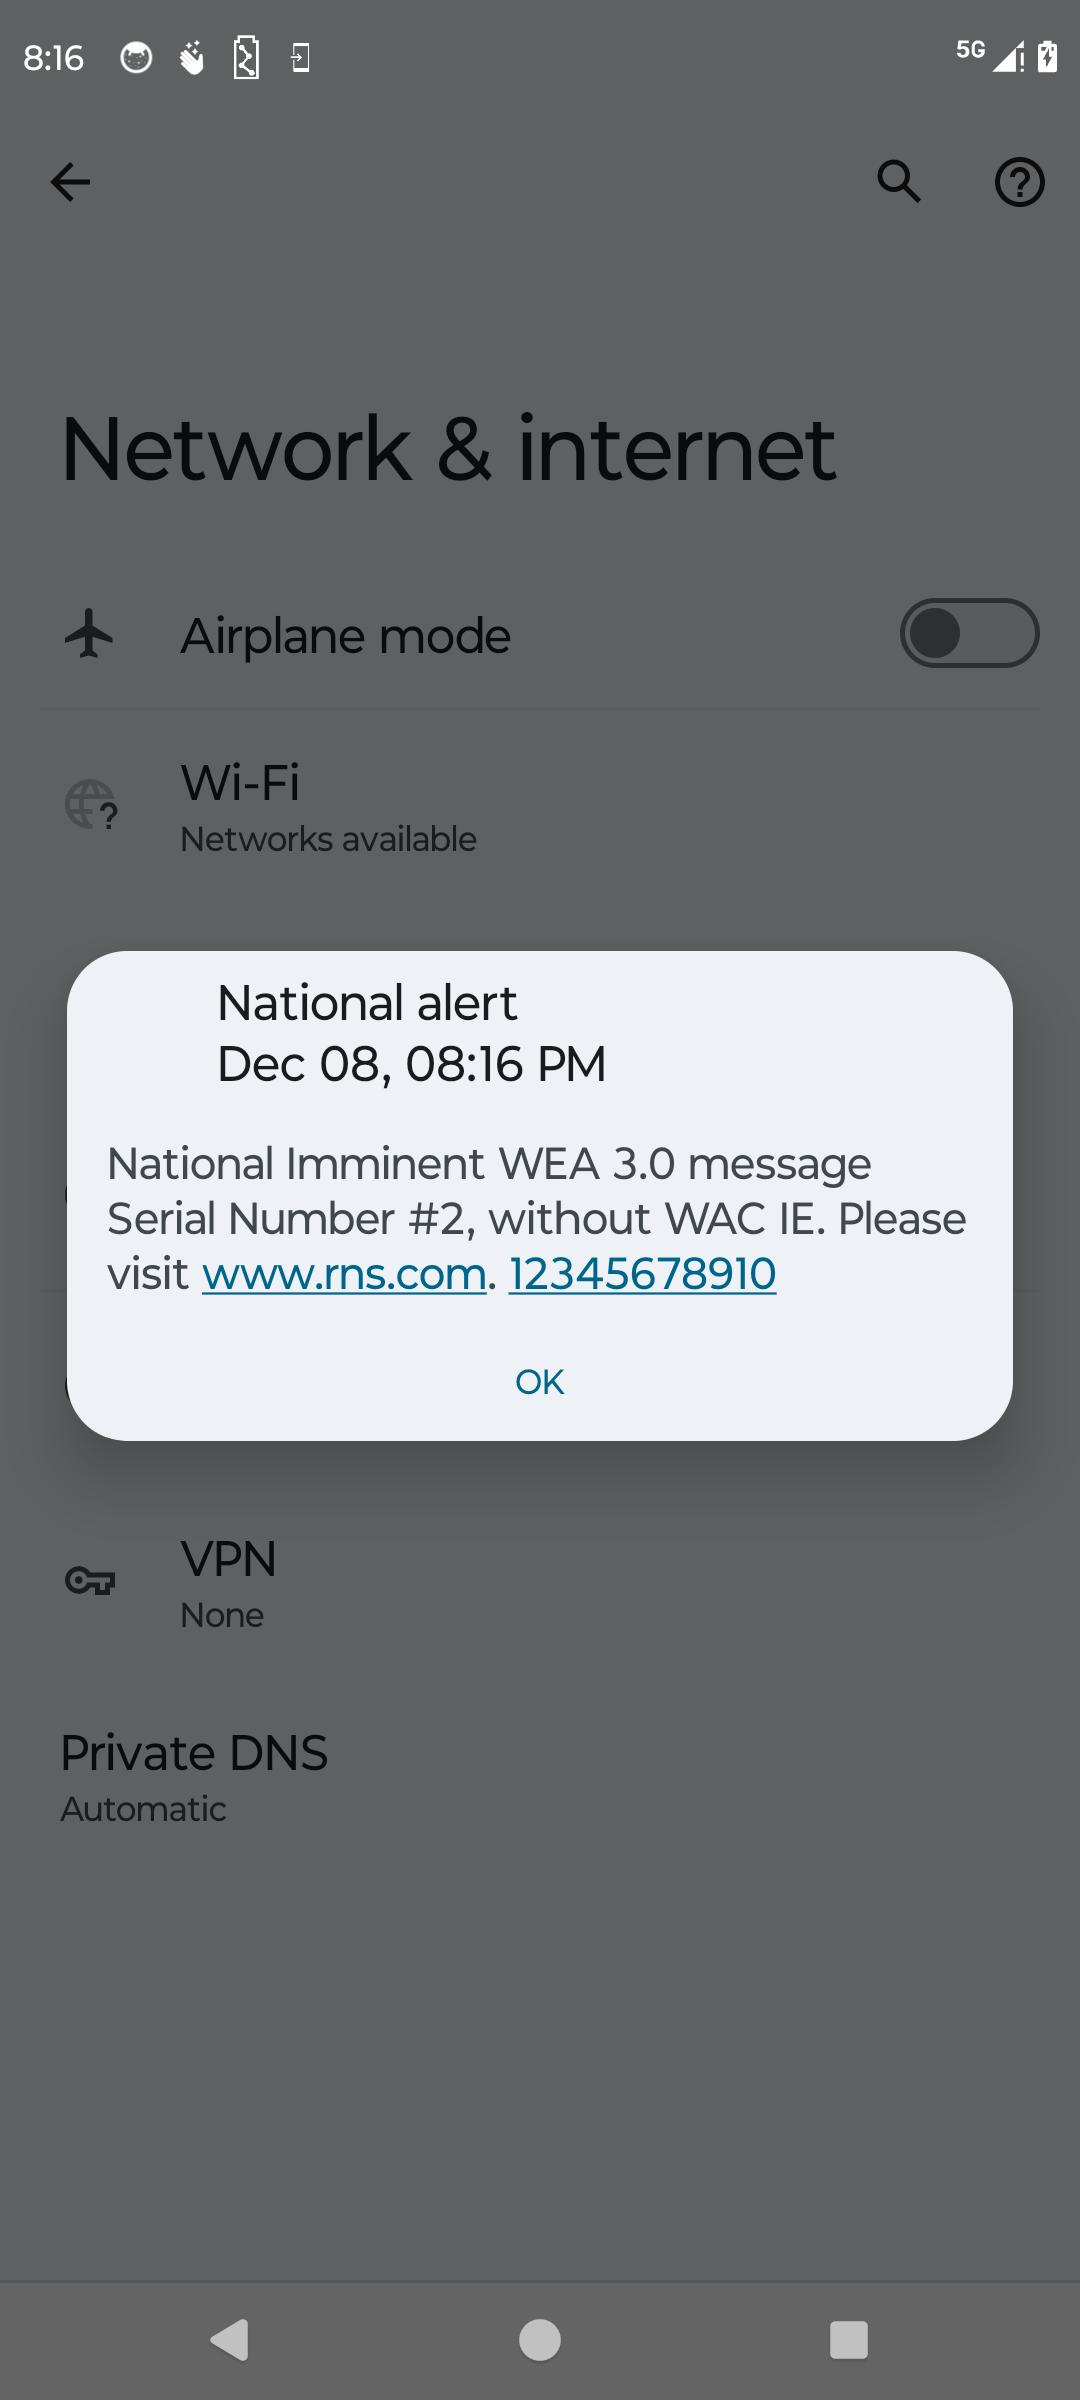 8:16
5G
Network & internet
Airplane mode
Wi-Fi
Networks available
National alert
Dec 08, 08:16 PM
National Imminent WEA 3.0 message
Serial Number #2, without WAC IE. Please
visit www.rns.com. 12345678910
OK
VPN
None
Private DNS
Automatic